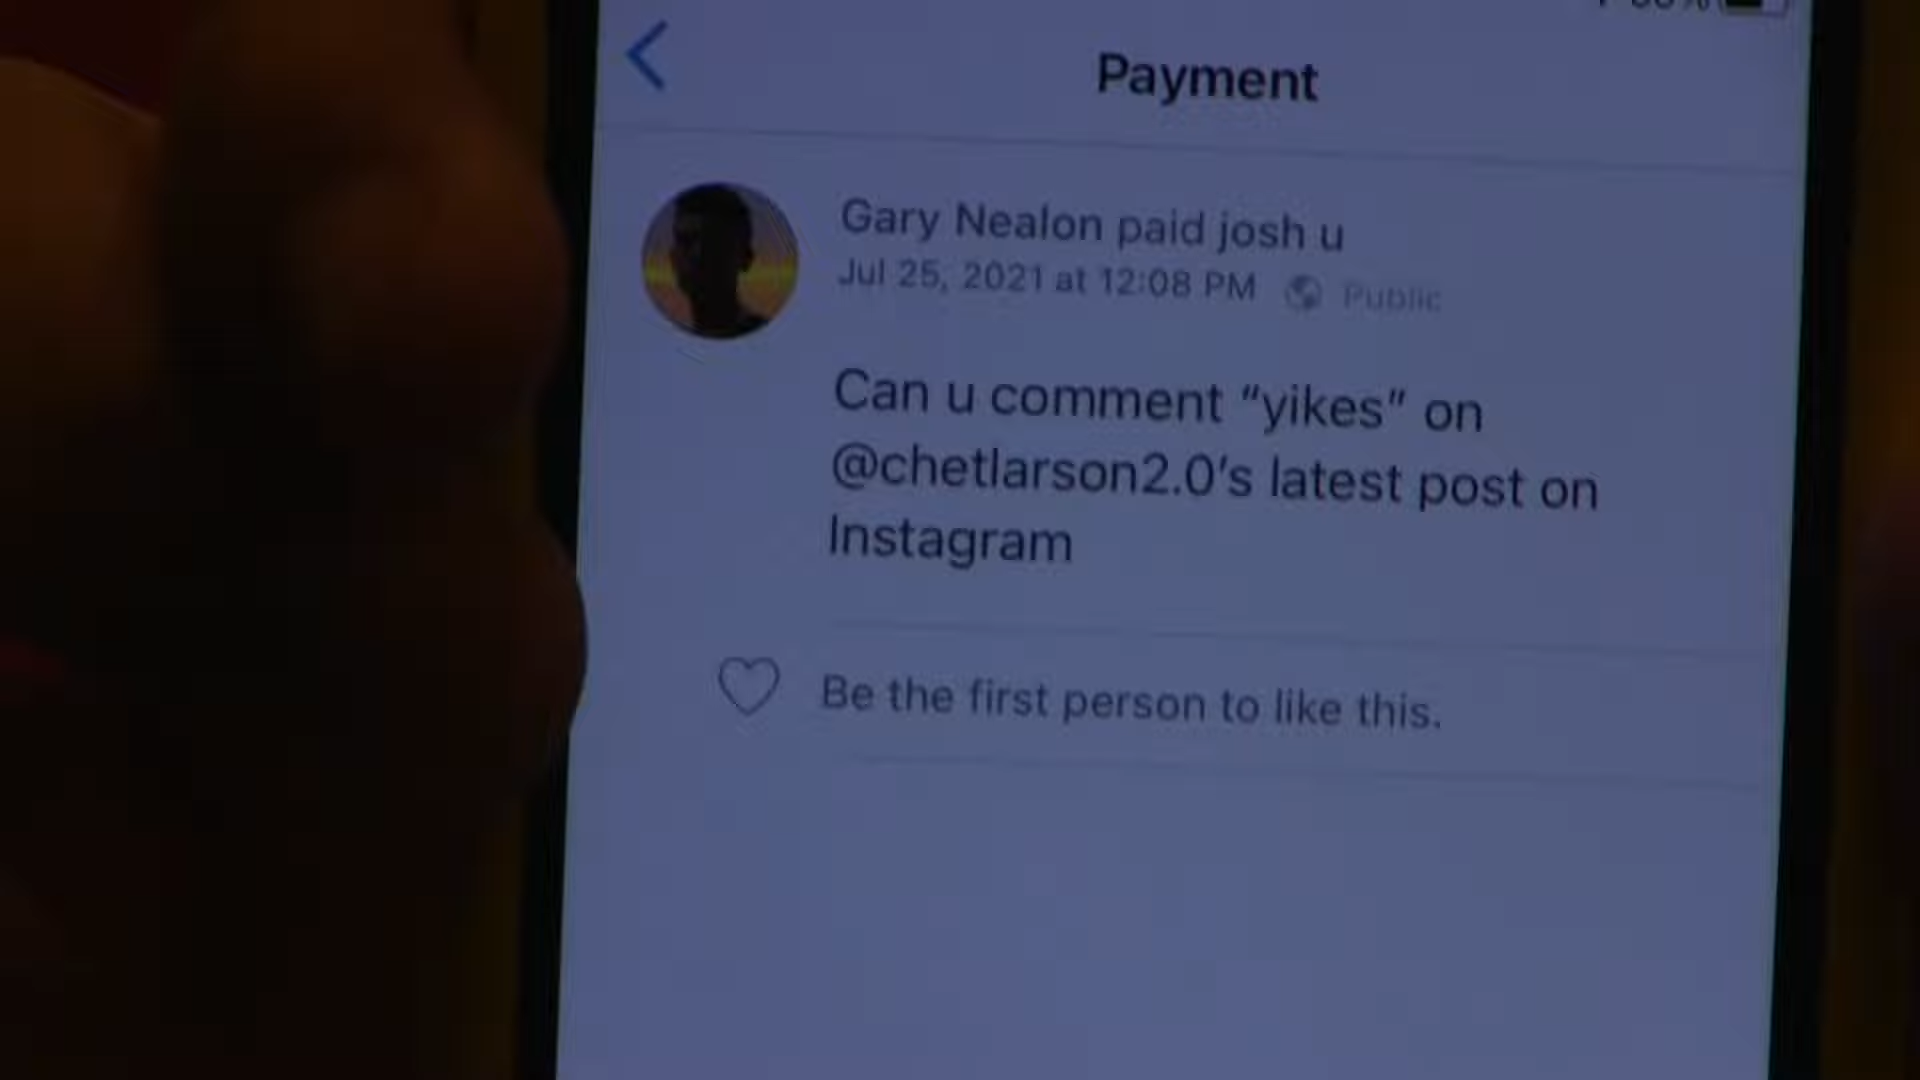 Payment
Gary Nealon paid josh u
Jul 25, 2021 at 12:08 PM Public
Can u comment “yikes” on
@chetlarson2.0’s latest post on
Instagram
Be the first person to like this.